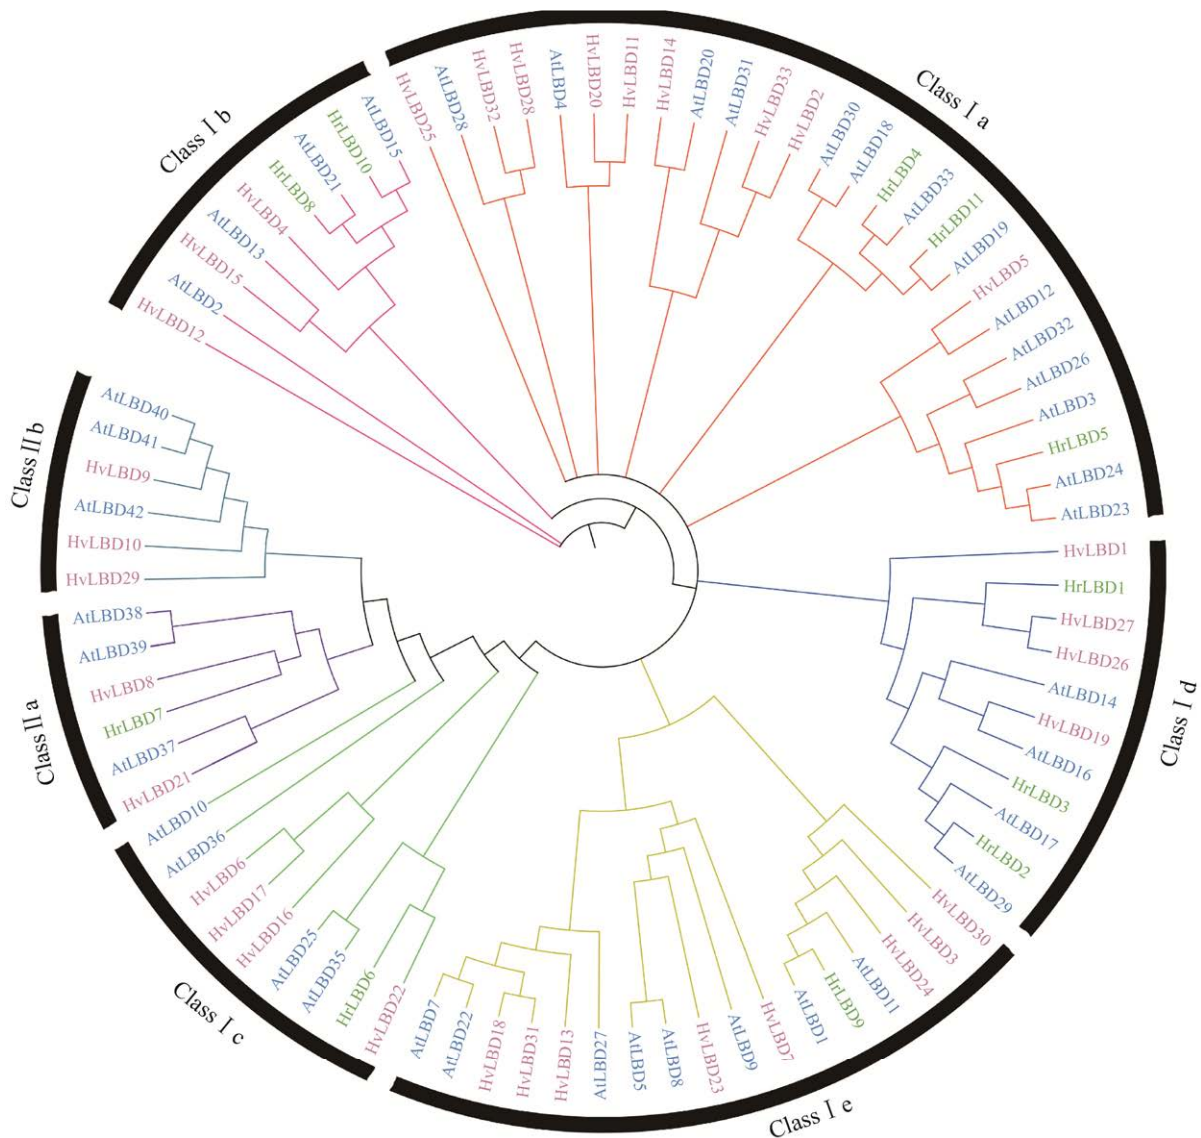 Class Ⅰ a
HvLBD25
AtLBD28
HvLBD32
HvLBD28
AtLBD4
HvLBD20
HvLBD11
HvLBD14
AtLBD20
AtLBD31
HvLBD33
HvLBD2
AtLBD30
AtLBD18
HrLBD4
AtLBD33
HrLBD11
AtLBD19
HvLBD5
AtLBD12
AtLBD32
AtLBD26
AtLBD3
HrLBD5
AtLBD24
AtLBD23
Class Ⅰ d
HvLBD1
HrLBD1
HvLBD27
HvLBD26
AtLBD14
HvLBD19
AtLBD16
HrLBD3
AtLBD17
HrLBD2
AtLBD29
Class Ⅰ e
HvLBD30
HvLBD3
HvLBD24
AtLBD11
HrLBD9
AtLBD1
HvLBD7
AtLBD9
HvLBD23
AtLBD8
AtLBD5
AtLBD27
HvLBD13
HvLBD31
HvLBD18
AtLBD22
AtLBD7
Class Ⅰ c
HvLBD22
HrLBD6
AtLBD35
AtLBD25
HvLBD16
HvLBD17
HvLBD6
AtLBD36
AtLBD10
Class Ⅱ a
HvLBD21
AtLBD37
HrLBD7
HvLBD8
AtLBD39
AtLBD38
Class Ⅱ b
HvLBD29
HvLBD10
AtLBD42
HvLBD9
AtLBD41
AtLBD40
Class Ⅰ b
HvLBD12
AtLBD2
HvLBD15
AtLBD13
HvLBD4
HrLBD8
AtLBD21
HrLBD10
AtLBD15